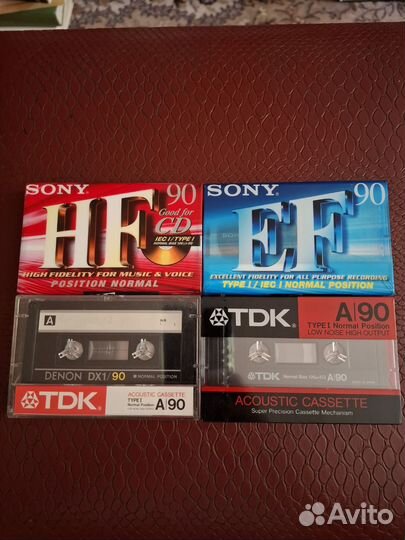 SONY 90
HF
Good for
CD
IEC I / TYPE I
HIGH FIDELITY FOR MUSIC & VOICE
POSITION NORMAL
SONY 90
EF
EXCELLENT FIDELITY FOR ALL PURPOSE RECORDING
TYPE I / IEC I NORMAL POSITION
A
DENON DX1/90 NORMAL POSITION
TDK
ACOUSTIC CASSETTE
TYPE I
Normal Position A/90
TDK
A/90
TYPE I Normal Position
LOW NOISE HIGH OUTPUT
TDK
A/90
ACOUSTIC CASSETTE
Super Precision Cassette Mechanism
Avito